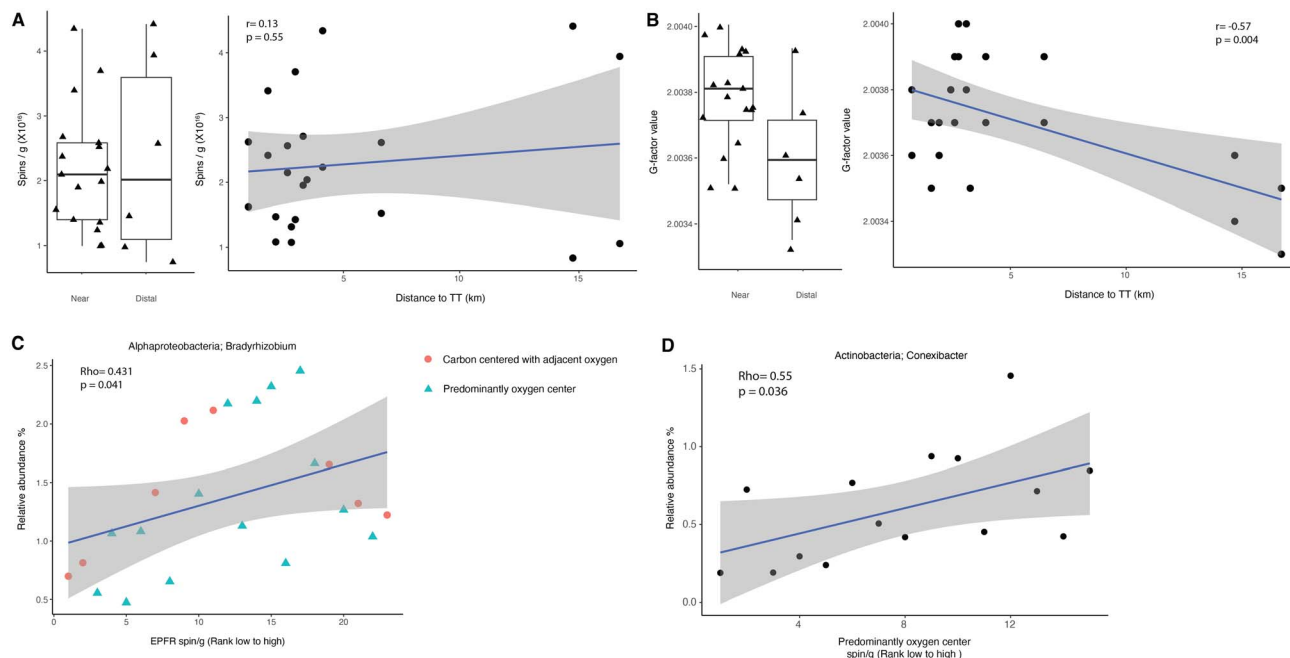 A
r= 0.13
p = 0.55
Spins / g (X10¹⁶)
4
3
2
1
Near
Distal
Spins / g (X10¹⁶)
4
3
2
1
5
10
15
Distance to TT (km)
B
r= -0.57
p = 0.004
G-factor value
2.0040
2.0038
2.0036
2.0034
Near
Distal
G-factor value
2.0040
2.0038
2.0036
2.0034
5
10
15
Distance to TT (km)
C
Alphaproteobacteria; Bradyrhizobium
Rho= 0.431
p = 0.041
Relative abundance %
2.5
2.0
1.5
1.0
0.5
0
5
10
15
20
EPFR spin/g (Rank low to high)
Carbon centered with adjacent oxygen
Predominantly oxygen center
D
Actinobacteria; Conexibacter
Rho= 0.55
p = 0.036
Relative abundance %
1.5
1.0
0.5
0.0
4
8
12
Predominantly oxygen center
spin/g (Rank low to high )